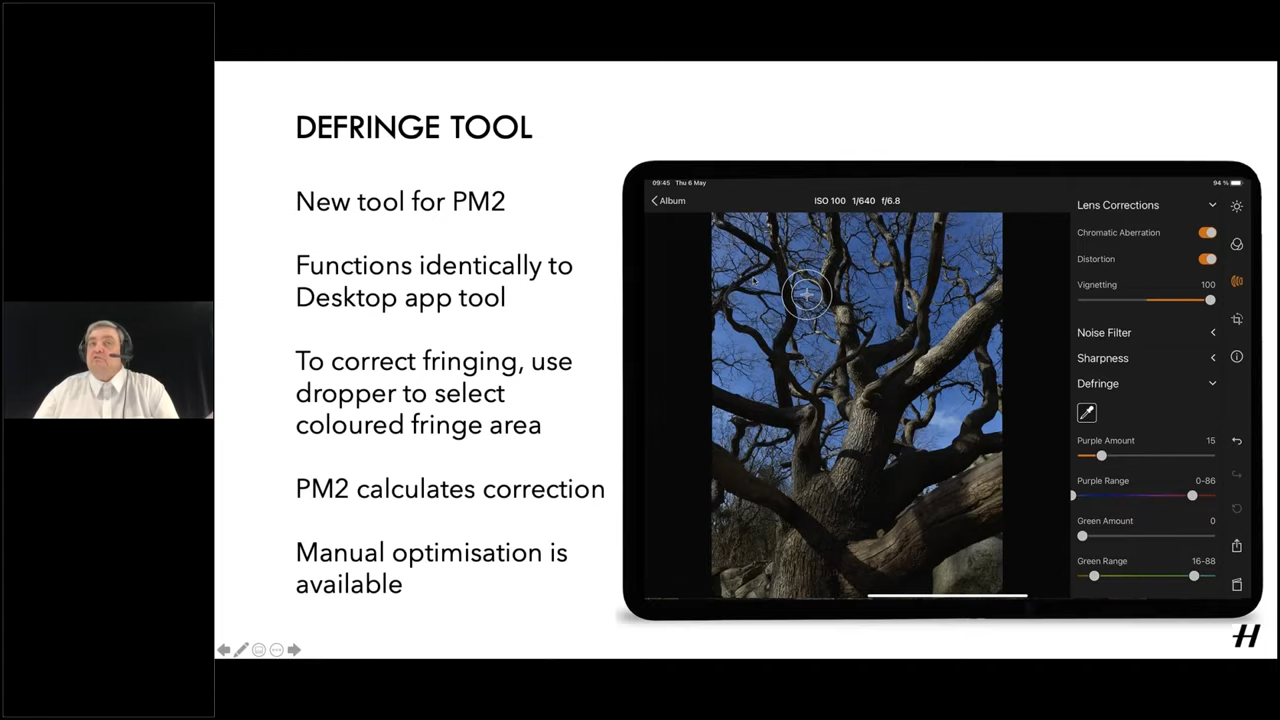 DEFRINGE TOOL
New tool for PM2
Functions identically to
Desktop app tool
To correct fringing, use
dropper to select
coloured fringe area
PM2 calculates correction
Manual optimisation is
available
09:45 Thu 6 May
94 %
Album
ISO 100 1/640 f/6.8
Lens Corrections
Chromatic Aberration
Distortion
Vignetting 100
Noise Filter
Sharpness
Defringe
Purple Amount 15
Purple Range 0-86
Green Amount 0
Green Range 16-88
H